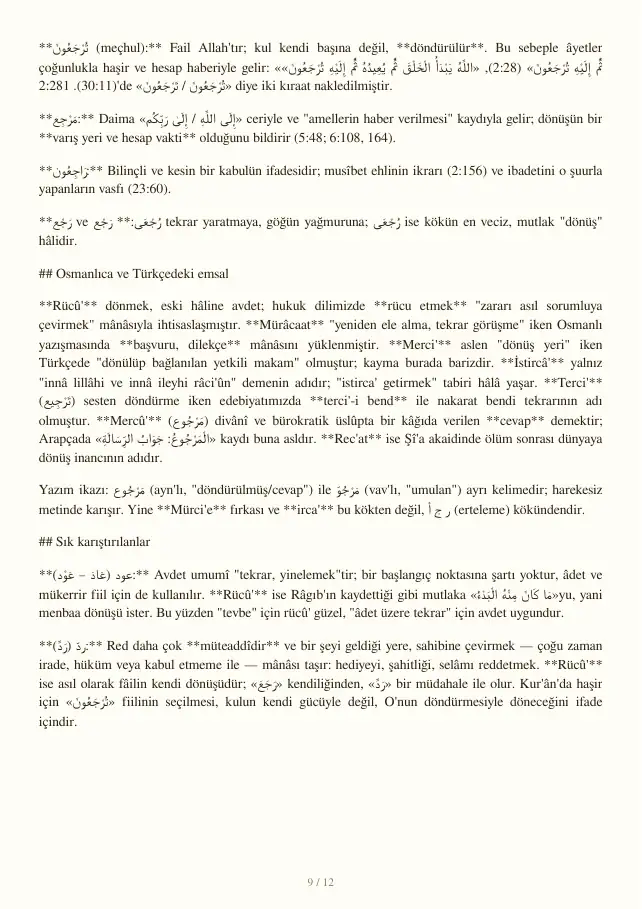 **تُرْجَعُونَ (meçhul):** Fail Allah'tır; kul kendi başına değil, **döndürülür**. Bu sebeple âyetler
çoğunlukla haşir ve hesap haberiyle gelir: «ثُمَّ إِلَيْهِ تُرْجَعُونَ» (2:28), «اللَّهُ يَبْدَأُ الْخَلْقَ ثُمَّ يُعِيدُهُ ثُمَّ إِلَيْهِ تُرْجَعُونَ»
(30:11). 2:281'de «تُرْجَعُونَ / تَرْجَعُونَ» diye iki kıraat nakledilmiştir.
**مَرْجِع:** Daima «إِلَى اللَّهِ / إِلَىٰ رَبِّكُم» ceriyle ve "amellerin haber verilmesi" kaydıyla gelir; dönüşün bir
**varış yeri ve hesap vakti** olduğunu bildirir (5:48; 6:108, 164).
**رَاجِعُون:** Bilinçli ve kesin bir kabulün ifadesidir; musîbet ehlinin ikrarı (2:156) ve ibadetini o şuurla
yapanların vasfı (23:60).
**رَجْع ve رُجْعَى:** رَجْع tekrar yaratmaya, göğün yağmuruna; رُجْعَى ise kökün en veciz, mutlak "dönüş"
hâlidir.
## Osmanlıca ve Türkçedeki emsal
**Rücû'** dönmek, eski hâline avdet; hukuk dilimizde **rücu etmek** "zararı asıl sorumluya
çevirmek" mânâsıyla ihtisaslaşmıştır. **Mürâcaat** "yeniden ele alma, tekrar görüşme" iken Osmanlı
yazışmasında **başvuru, dilekçe** mânâsını yüklenmiştir. **Merci'** aslen "dönüş yeri" iken
Türkçede "dönülüp bağlanılan yetkili makam" olmuştur; kayma burada barizdir. **İstircâ'** yalnız
"innâ lillâhi ve innâ ileyhi râci'ûn" demenin adıdır; "istirca' getirmek" tabiri hâlâ yaşar. **Terci'**
(تَرْجِيع) sesten döndürme iken edebiyatımızda **terci'-i bend** ile nakarat bendi tekrarının adı
olmuştur. **Mercû'** (مَرْجُوع) divânî ve bürokratik üslûpta bir kâğıda verilen **cevap** demektir;
Arapçada «الْمَرْجُوعُ: جَوَابُ الرِّسَالَةِ» kaydı buna asldır. **Rec'at** ise Şî'a akaidinde ölüm sonrası dünyaya
dönüş inancının adıdır.
Yazım ikazı: مَرْجُوع (ayn'lı, "döndürülmüş/cevap") ile مَرْجُوّ (vav'lı, "umulan") ayrı kelimedir; harekesiz
metinde karışır. Yine **Mürci'e** fırkası ve **irca'** bu kökten değil, ر ج أ (erteleme) kökündendir.
## Sık karıştırılanlar
**عود (عَادَ – عَوْد):** Avdet umumî "tekrar, yinelemek"tir; bir başlangıç noktasına şartı yoktur, âdet ve
mükerrir fiil için de kullanılır. **Rücû'** ise Râgıb'ın kaydettiği gibi mutlaka «مَا كَانَ مِنْهُ الْبَدْءُ»yu, yani
menbaa dönüşü ister. Bu yüzden "tevbe" için rücû' güzel, "âdet üzere tekrar" için avdet uygundur.
**ردّ (رَدَّ):** Red daha çok **müteaddîdir** ve bir şeyi geldiği yere, sahibine çevirmek — çoğu zaman
irade, hüküm veya kabul etmeme ile — mânâsı taşır: hediyeyi, şahitliği, selâmı reddetmek. **Rücû'**
ise asıl olarak fâilin kendi dönüşüdür; «رَجَعَ» kendiliğinden, «رَدَّ» bir müdahale ile olur. Kur'ân'da haşir
için «تُرْجَعُونَ» fiilinin seçilmesi, kulun kendi gücüyle değil, O'nun döndürmesiyle döneceğini ifade
içindir.
9 / 12